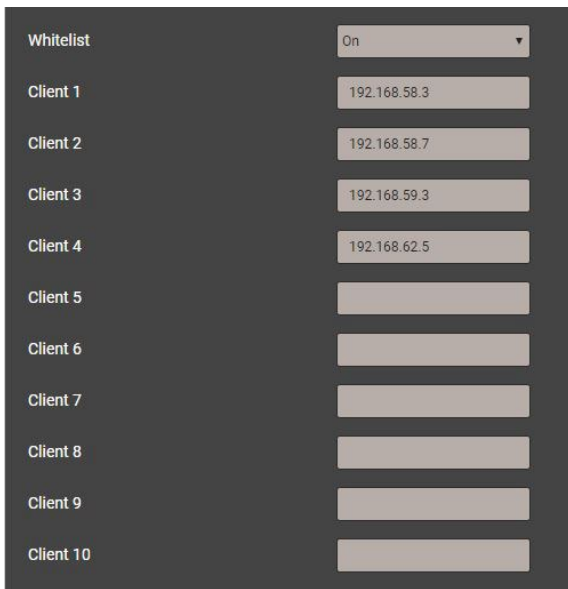 Whitelist On
Client 1 192.168.58.3
Client 2 192.168.58.7
Client 3 192.168.59.3
Client 4 192.168.62.5
Client 5
Client 6
Client 7
Client 8
Client 9
Client 10